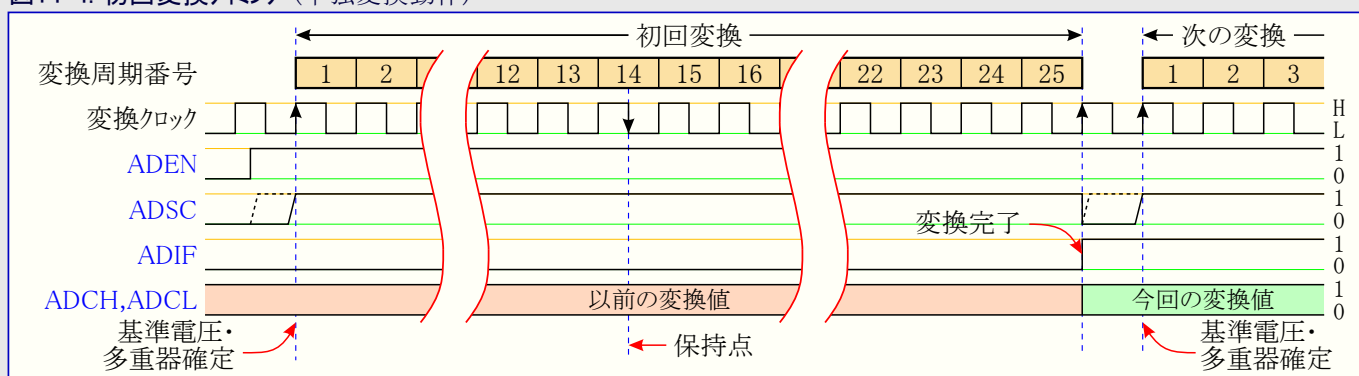 初回変換
次の変換
変換周期番号 1 2 12 13 14 15 16 22 23 24 25 1 2 3
変換クロック H L
ADEN 1 0
ADSC 1 0
変換完了
ADIF 1 0
ADCH,ADCL 以前の変換値 今回の変換値 1 0
基準電圧・
多重器確定
保持点
基準電圧・
多重器確定